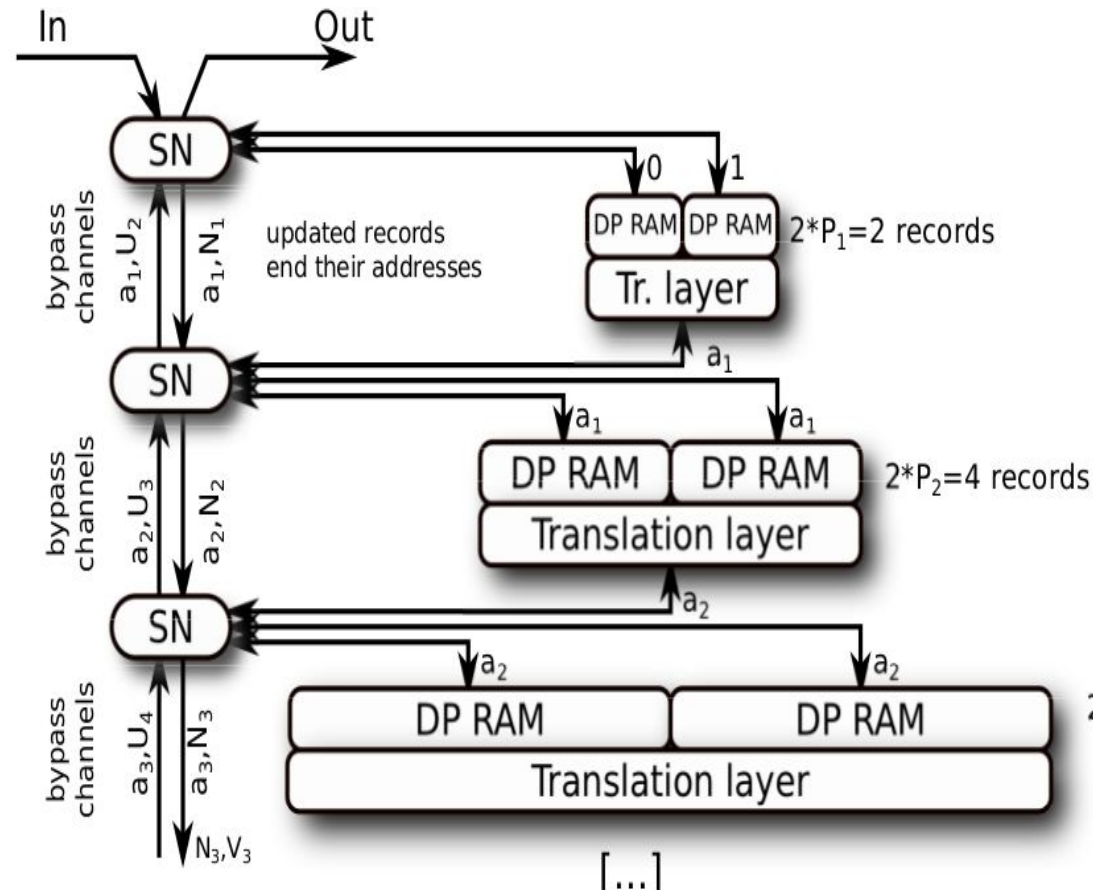 In
Out
SN
0
1
DP RAM
DP RAM
2*P₁=2 records
Tr. layer
bypass
channels
a₁,U₂
a₁,N₁
updated records
end their addresses
a₁
SN
a₁
a₁
DP RAM
DP RAM
2*P₂=4 records
Translation layer
bypass
channels
a₂,U₃
a₂,N₂
a₂
SN
a₂
a₂
DP RAM
DP RAM
2
Translation layer
bypass
channels
a₃,U₄
a₃,N₃
N₃,V₃
[...]